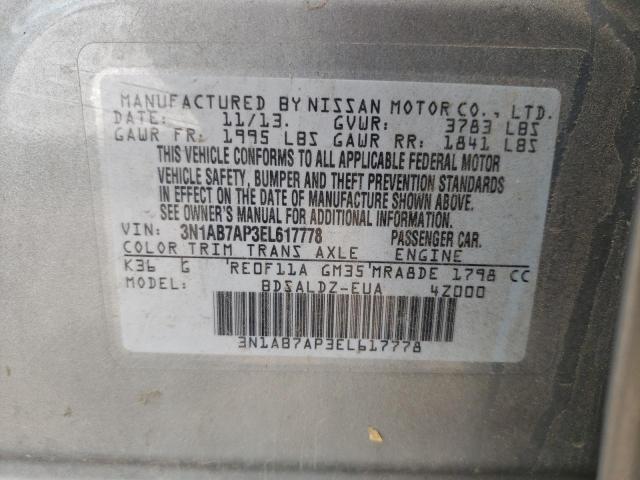 MANUFACTURED BY NISSAN MOTOR CO., LTD.
DATE: 11/13. GVWR: 3783 LBS
GAWR FR: 1995 LBS GAWR RR: 1841 LBS
THIS VEHICLE CONFORMS TO ALL APPLICABLE FEDERAL MOTOR
VEHICLE SAFETY, BUMPER AND THEFT PREVENTION STANDARDS
IN EFFECT ON THE DATE OF MANUFACTURE SHOWN ABOVE.
SEE OWNER'S MANUAL FOR ADDITIONAL INFORMATION.
VIN: 3N1AB7AP3EL617778 PASSENGER CAR.
COLOR TRIM TRANS AXLE ENGINE
K36 G RE0F11A GM35 MRA8DE 1798 CC
MODEL: BDSALDZ-EUA 4Z000
3N1AB7AP3EL617778